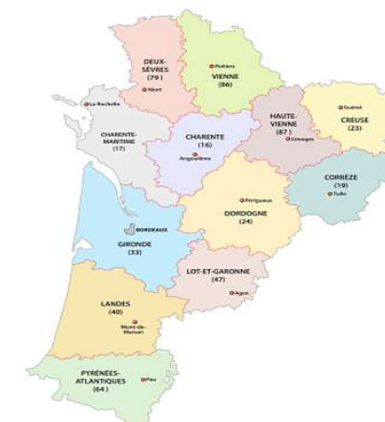 DEUX-
SÈVRES
(79)
Niort
Poitiers
VIENNE
(86)
La Rochelle
CHARENTE-
MARITIME
(17)
CHARENTE
(16)
Angoulême
HAUTE-
VIENNE
(87)
Limoges
Guéret
CREUSE
(23)
CORRÈZE
(19)
Tulle
Périgueux
DORDOGNE
(24)
BORDEAUX
GIRONDE
(33)
LOT-ET-GARONNE
(47)
Agen
LANDES
(40)
Mont-de-
Marsan
PYRÉNÉES-
ATLANTIQUES
(64)
Pau